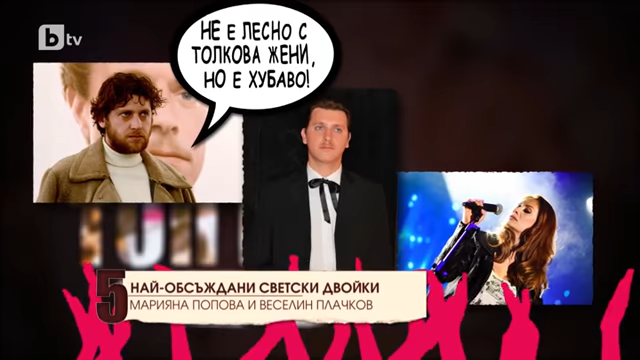 btv
НЕ Е ЛЕСНО С
ТОЛКОВА ЖЕНИ,
НО Е ХУБАВО!
5
НАЙ-ОБСЪЖДАНИ СВЕТСКИ ДВОЙКИ
МАРИЯНА ПОПОВА И ВЕСЕЛИН ПЛАЧКОВ